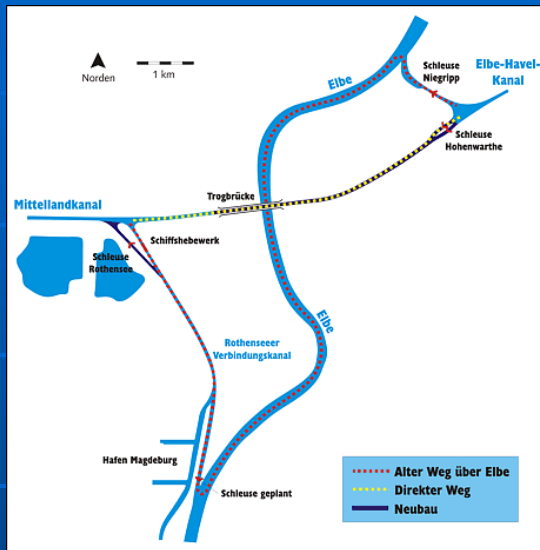 Norden
1 km
Elbe
Schleuse
Niegripp
Elbe-Havel-
Kanal
Schleuse
Hohenwarthe
Trogbrücke
Mittellandkanal
Schiffshebewerk
Schleuse
Rothensee
Elbe
Rothenseeer
Verbindungskanal
Hafen Magdeburg
Schleuse geplant
Alter Weg über Elbe
Direkter Weg
Neubau